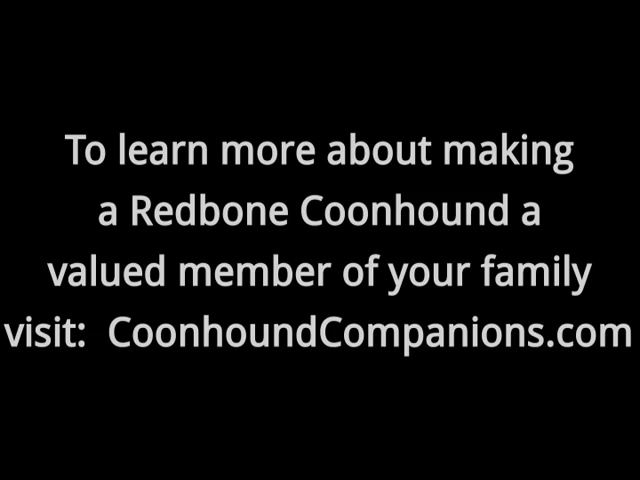 To learn more about making
a Redbone Coonhound a
valued member of your family
visit:  CoonhoundCompanions.com